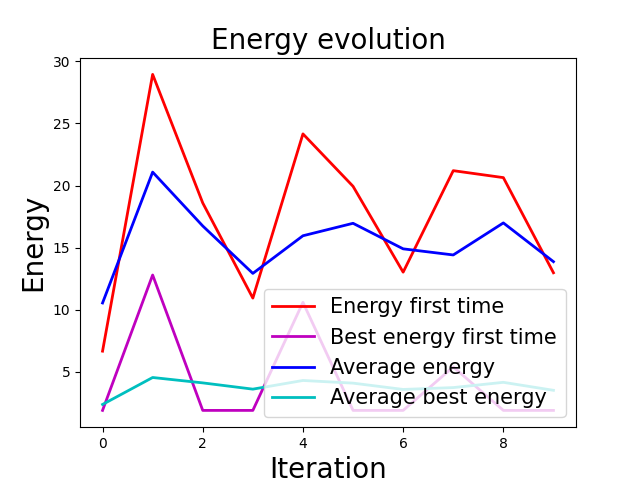 Energy evolution
30
25
20
15
10
5
Energy
Energy first time
Best energy first time
Average energy
Average best energy
0 2 4 6 8
Iteration